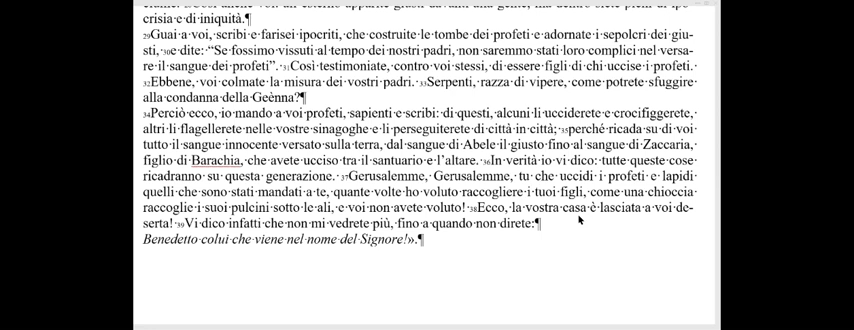 crisia e di iniquità.¶
29Guai a voi, scribi e farisei ipocriti, che costruite le tombe dei profeti e adornate i sepolcri dei giu-
sti, 30e dite: “Se fossimo vissuti al tempo dei nostri padri, non saremmo stati loro complici nel versa-
re il sangue dei profeti”. 31Così testimoniate, contro voi stessi, di essere figli di chi uccise i profeti.
32Ebbene, voi colmate la misura dei vostri padri. 33Serpenti, razza di vipere, come potrete sfuggire
alla condanna della Geènna?¶
34Perciò ecco, io mando a voi profeti, sapienti e scribi: di questi, alcuni li ucciderete e crocifiggerete,
altri li flagellerete nelle vostre sinagoghe e li perseguiterete di città in città; 35perché ricada su di voi
tutto il sangue innocente versato sulla terra, dal sangue di Abele il giusto fino al sangue di Zaccaria,
figlio di Barachia, che avete ucciso tra il santuario e l’altare. 36In verità io vi dico: tutte queste cose
ricadranno su questa generazione. 37Gerusalemme, Gerusalemme, tu che uccidi i profeti e lapidi
quelli che sono stati mandati a te, quante volte ho voluto raccogliere i tuoi figli, come una chioccia
raccoglie i suoi pulcini sotto le ali, e voi non avete voluto! 38Ecco, la vostra casa è lasciata a voi de-
serta! 39Vi dico infatti che non mi vedrete più, fino a quando non direte:¶
Benedetto colui che viene nel nome del Signore!».¶